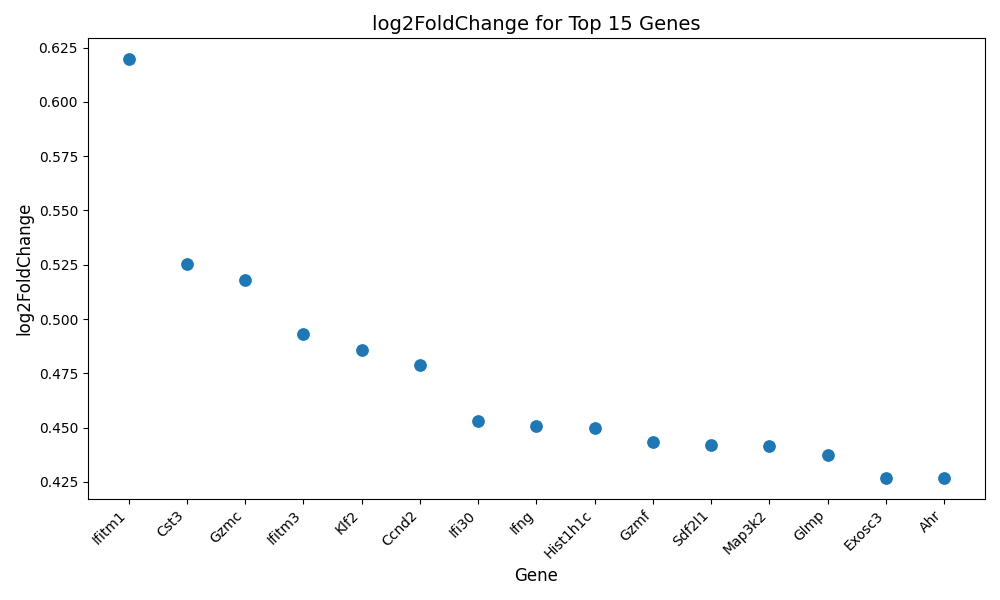 log2FoldChange for Top 15 Genes
log2FoldChange
0.625
0.600
0.575
0.550
0.525
0.500
0.475
0.450
0.425
Ifitm1
Cst3
Gzmc
Ifitm3
Klf2
Ccnd2
Ifi30
Ifng
Hist1h1c
Gzmf
Sdf2l1
Map3k2
Glmp
Exosc3
Ahr
Gene